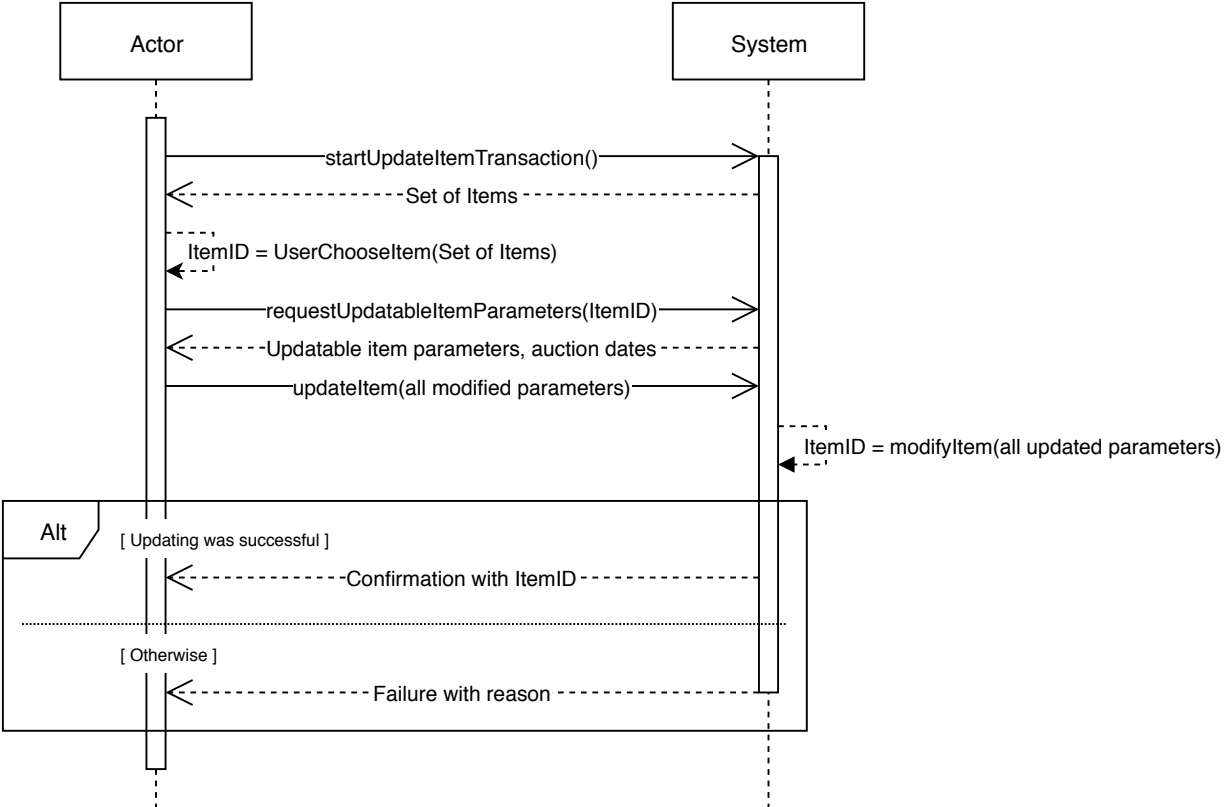 Actor
System
startUpdateItemTransaction()
Set of Items
ItemID = UserChooseItem(Set of Items)
requestUpdatableItemParameters(ItemID)
Updatable item parameters, auction dates
updateItem(all modified parameters)
ItemID = modifyItem(all updated parameters)
Alt
[ Updating was successful ]
Confirmation with ItemID
[ Otherwise ]
Failure with reason